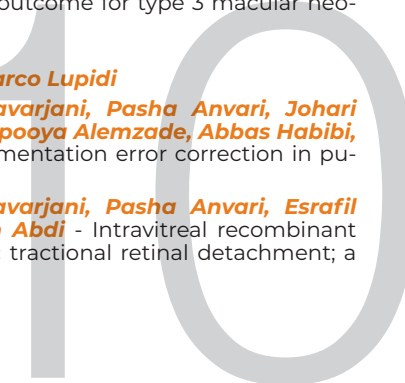 outcome for type 3 macular neo-
arco Lupidi
avarjani, Pasha Anvari, Johari
pooya Alemzade, Abbas Habibi,
mentation error correction in pu-
avarjani, Pasha Anvari, Esrafil
Abdi - Intravitreal recombinant
tractional retinal detachment; a
10